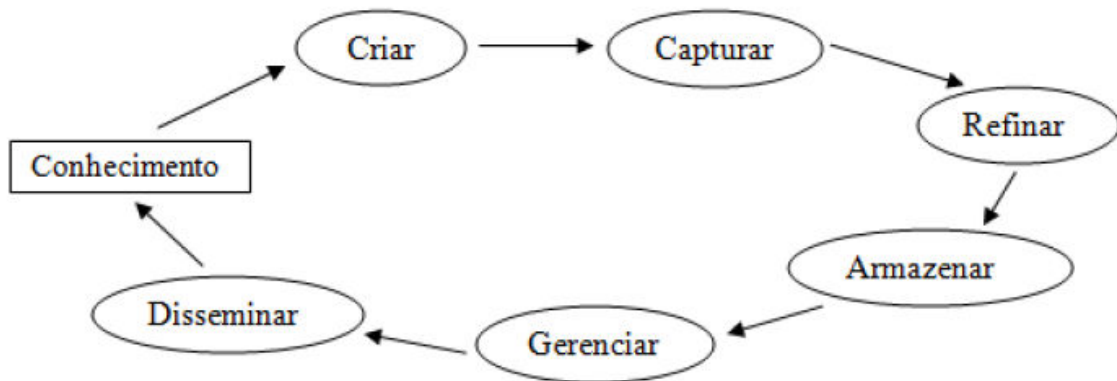 Criar
Capturar
Refinar
Conhecimento
Armazenar
Disseminar
Gerenciar